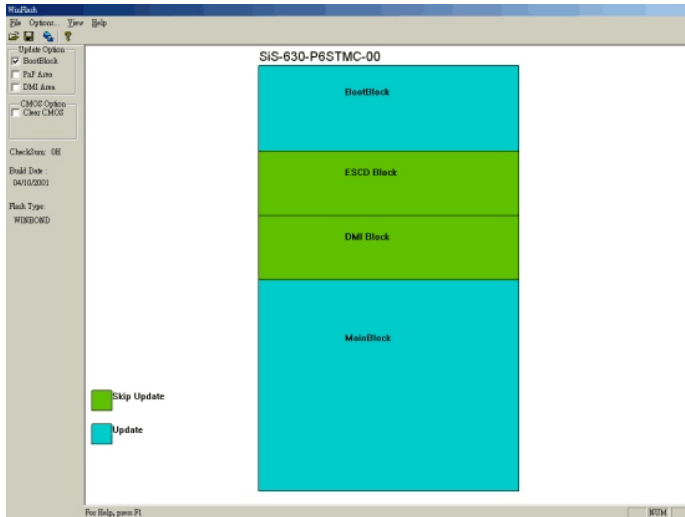 WinFlash
File Options... View Help
Update Option
BootBlock
PnP Area
DMI Area
CMOS Option
Clear CMOS
CheckSum: 0H
Build Date :
04/10/2001
Flash Type:
WINBOND
SiS-630-P6STMC-00
BootBlock
ESCD Block
DMI Block
MainBlock
Skip Update
Update
For Help, press F1
NUM